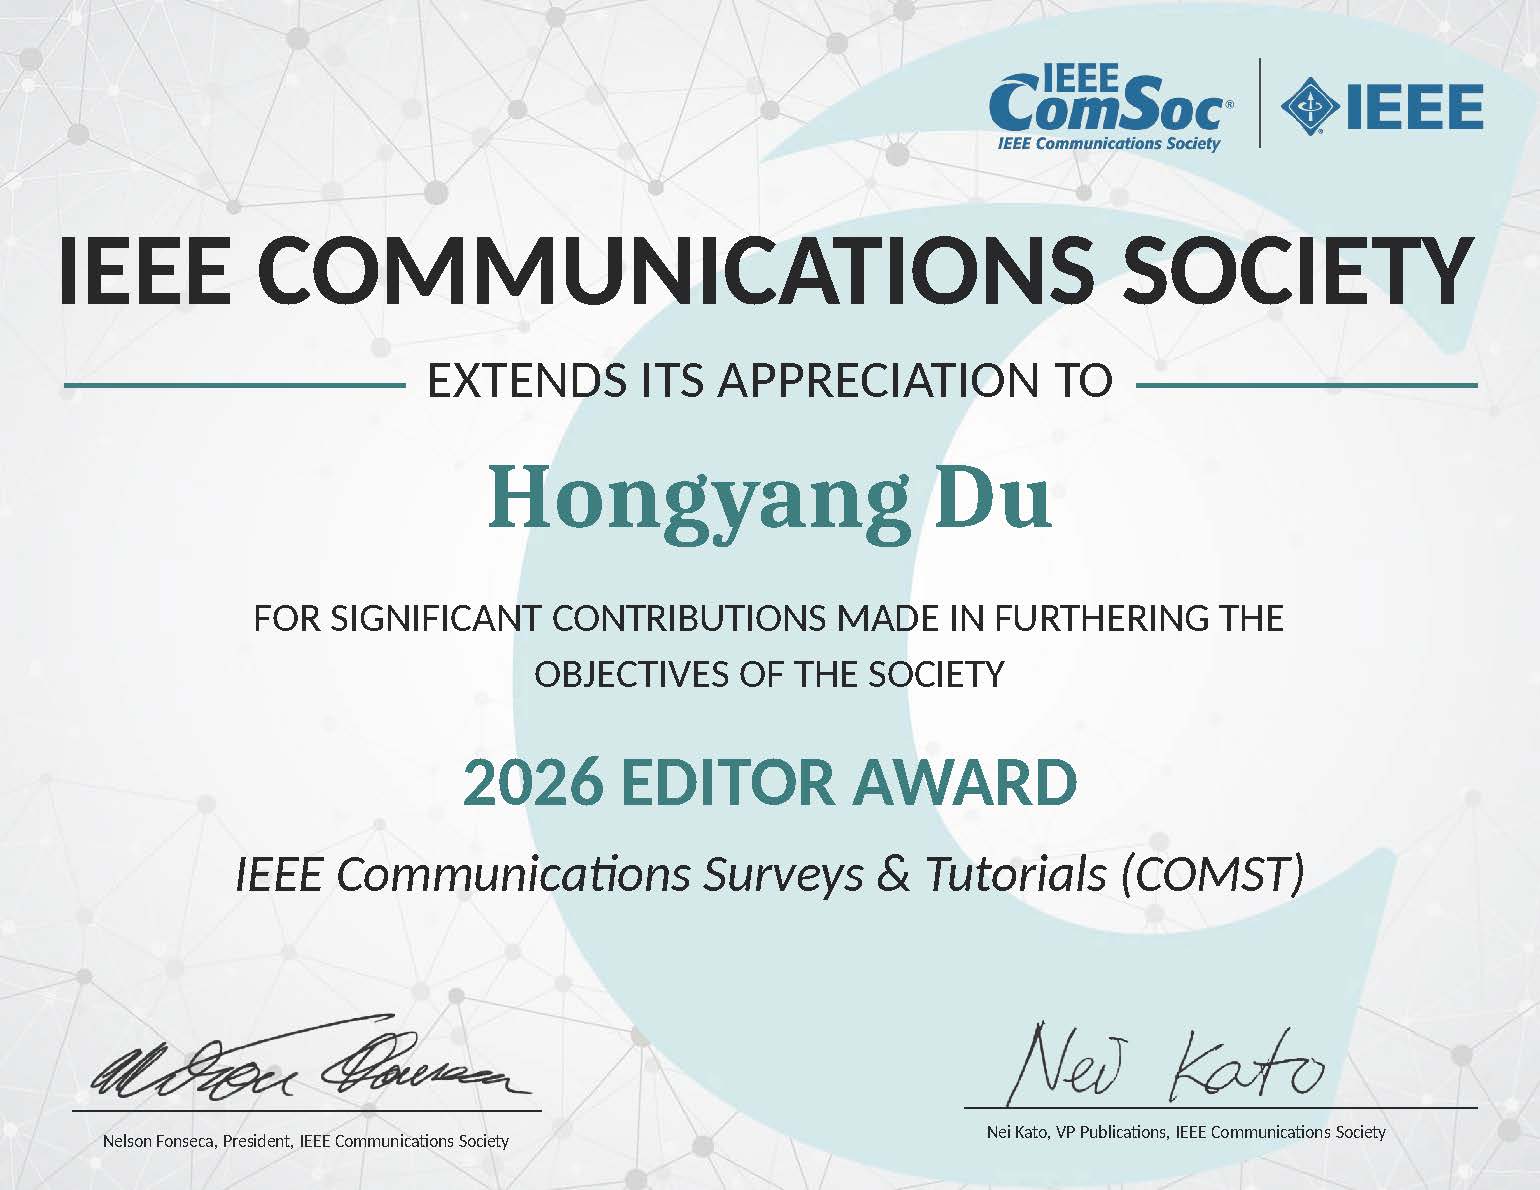 IEEE
ComSoc®
IEEE Communications Society
IEEE
IEEE COMMUNICATIONS SOCIETY
EXTENDS ITS APPRECIATION TO
Hongyang Du
FOR SIGNIFICANT CONTRIBUTIONS MADE IN FURTHERING THE
OBJECTIVES OF THE SOCIETY
2026 EDITOR AWARD
IEEE Communications Surveys & Tutorials (COMST)
Nei Kato
Nelson Fonseca, President, IEEE Communications Society
Nei Kato, VP Publications, IEEE Communications Society